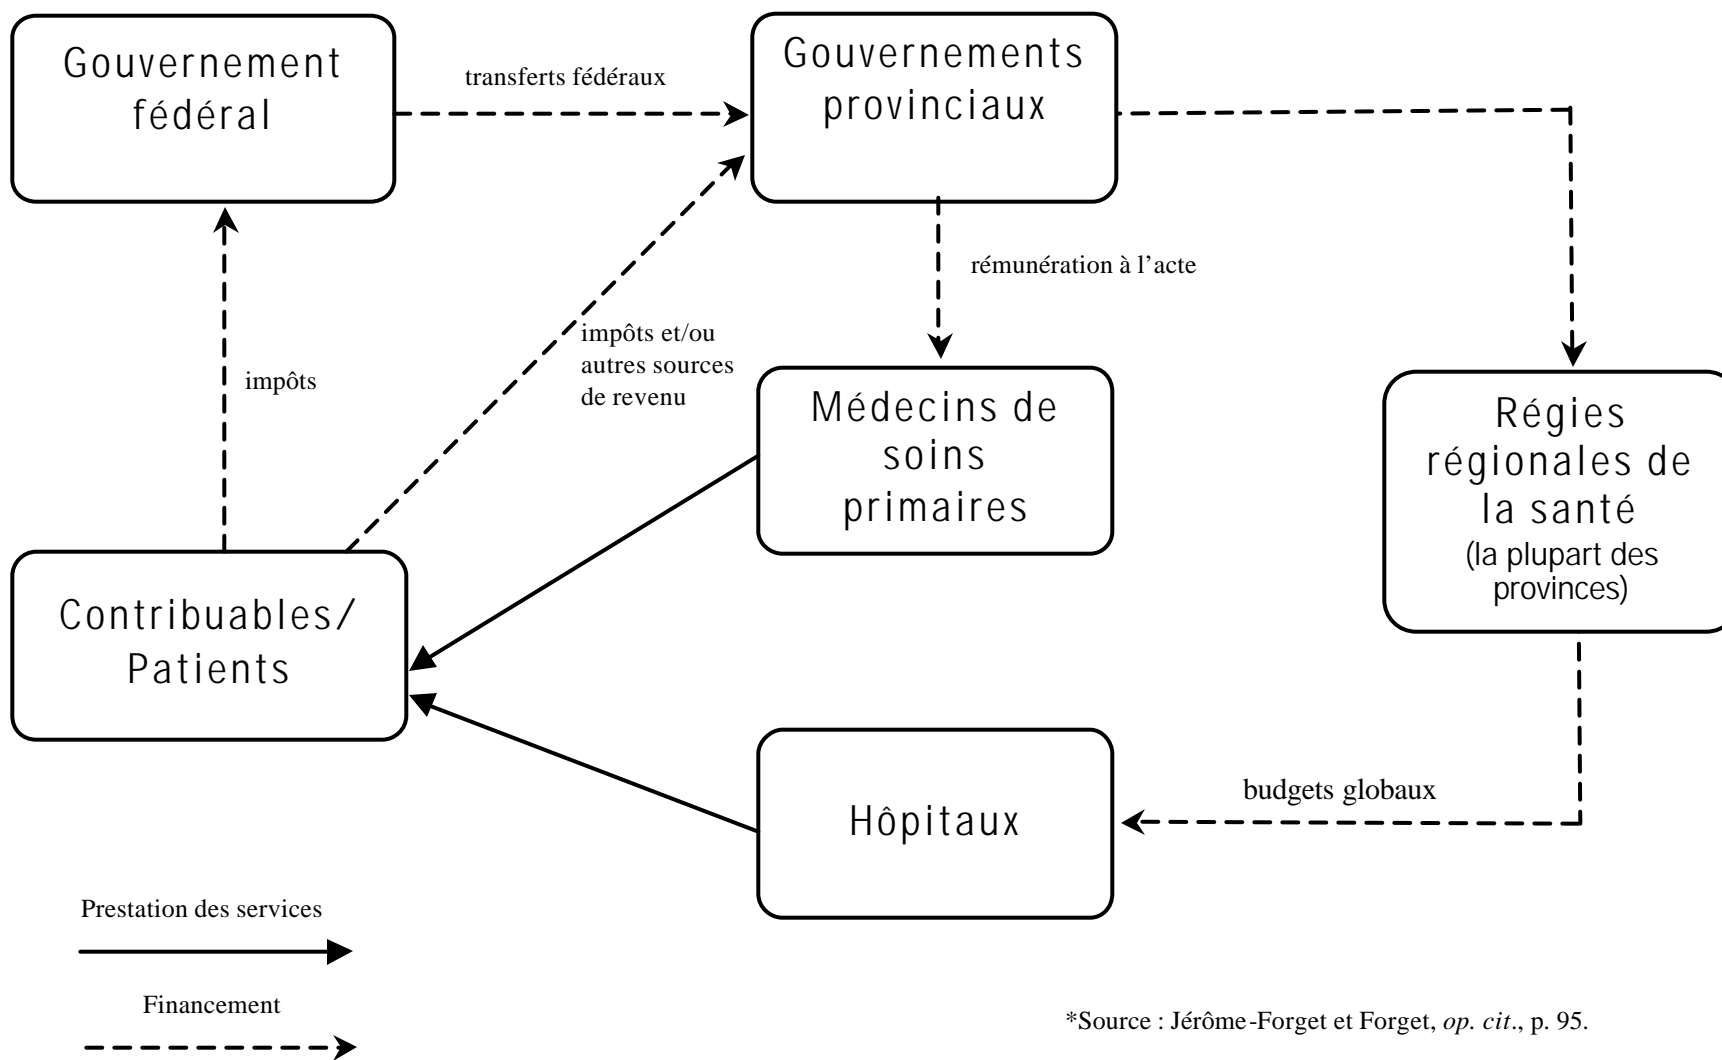 Gouvernement
fédéral
transferts fédéraux
Gouvernements
provinciaux
rémunération à l’acte
impôts et/ou
autres sources
de revenu
impôts
Médecins de
soins
primaires
Régies
régionales de
la santé
(la plupart des
provinces)
Contribuables/
Patients
budgets globaux
Hôpitaux
Prestation des services
Financement
*Source : Jérôme-Forget et Forget, op. cit., p. 95.